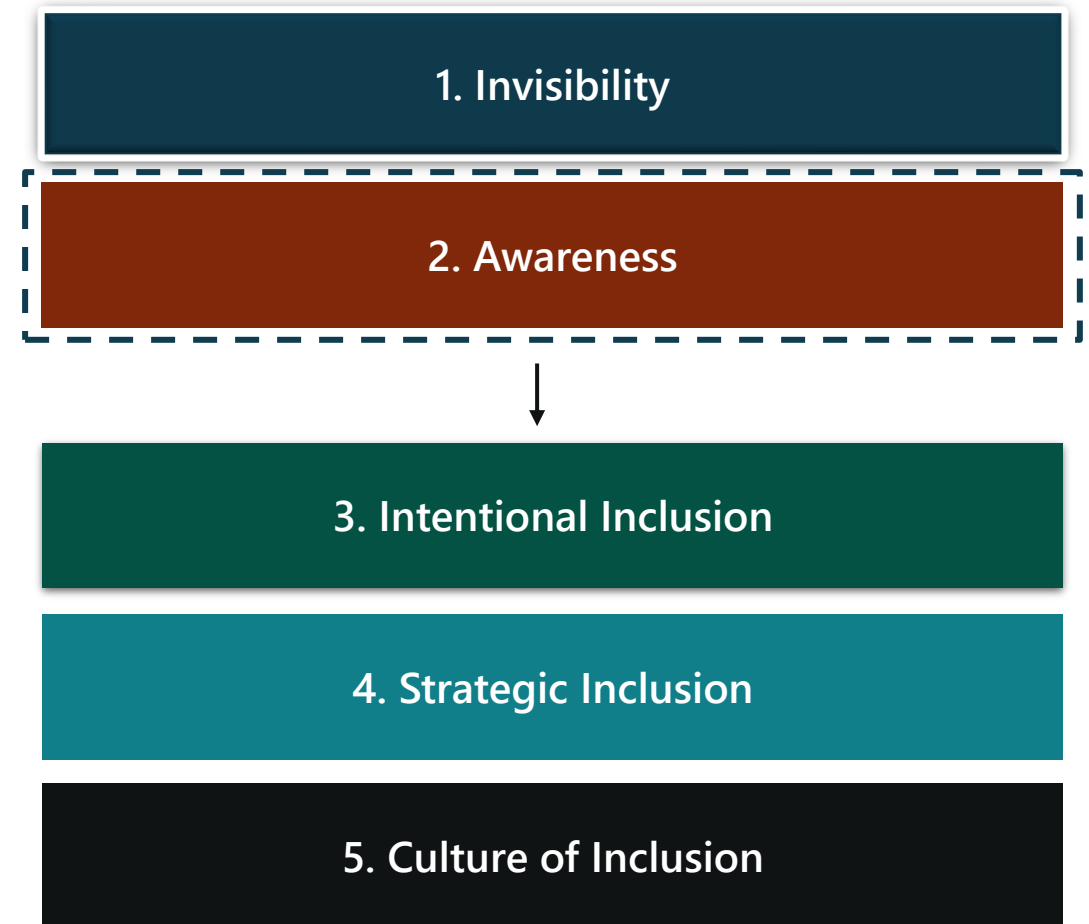 1. Invisibility
2. Awareness
3. Intentional Inclusion
4. Strategic Inclusion
5. Culture of Inclusion